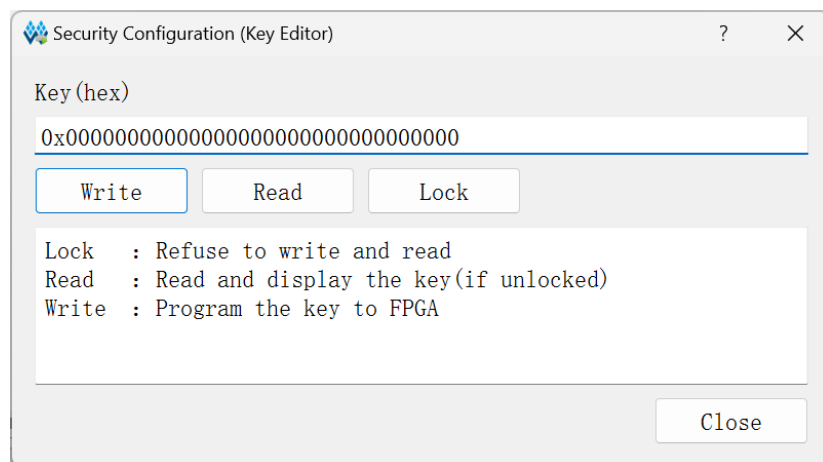 Security Configuration (Key Editor) ?
Key(hex)
0x00000000000000000000000000000000
Write Read Lock
Lock : Refuse to write and read
Read : Read and display the key(if unlocked)
Write : Program the key to FPGA
Close